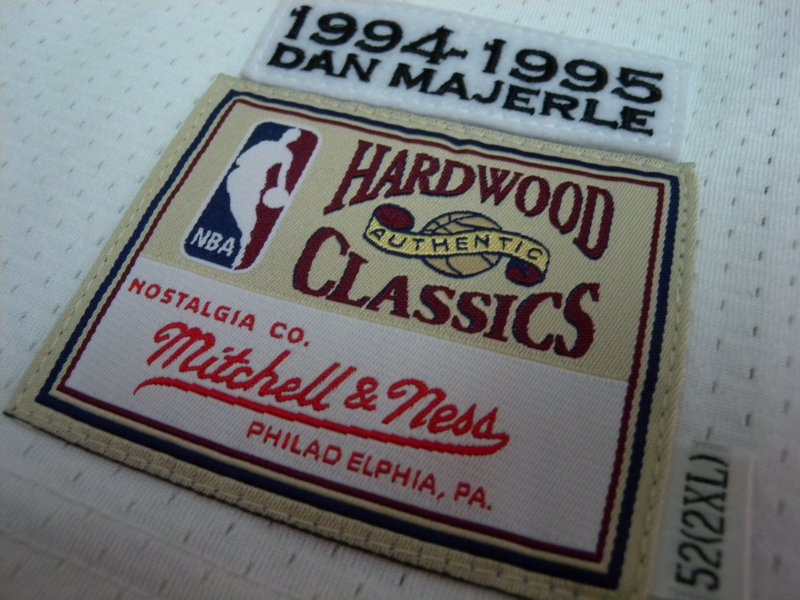 1994-1995
DAN MAJERLE
NBA
HARDWOOD
AUTHENTIC
CLASSICS
NOSTALGIA CO.
Mitchell & Ness
PHILADELPHIA, PA.
52(2XL)